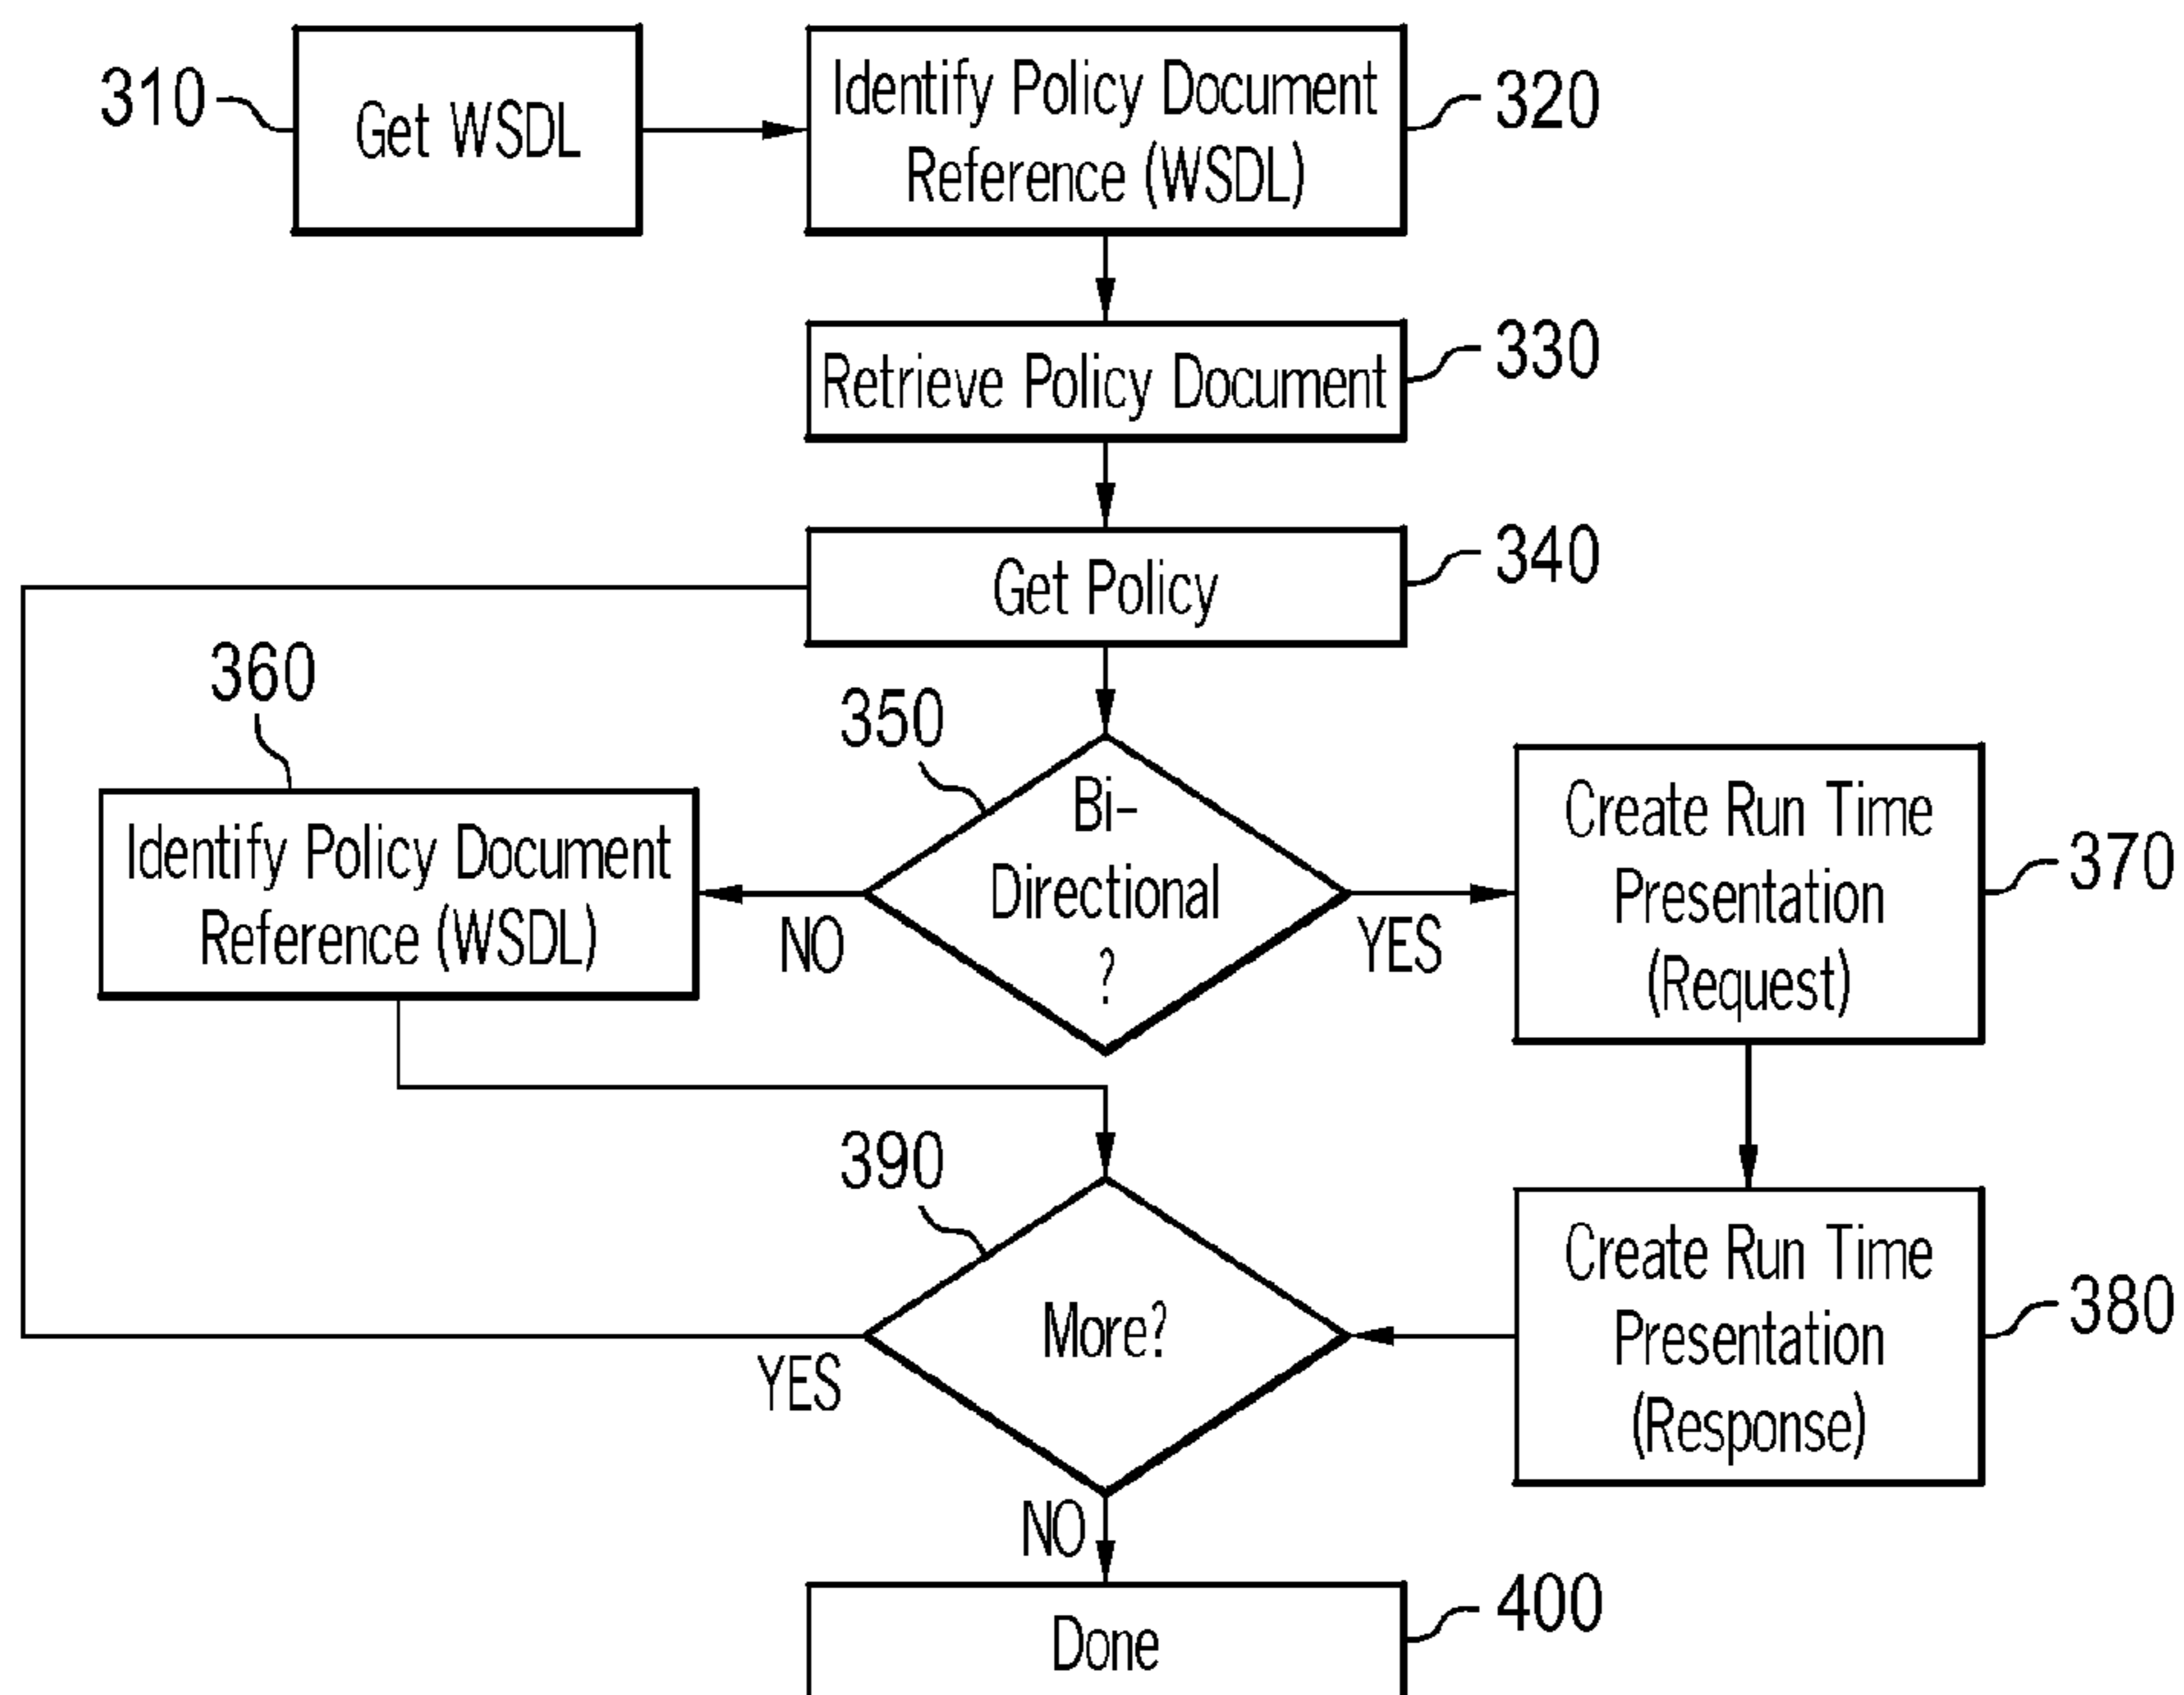 310
Get WSDL
Identify Policy Document
Reference (WSDL)
320
Retrieve Policy Document
330
Get Policy
340
360
Identify Policy Document
Reference (WSDL)
350
Bi-
Directional
?
NO
YES
Create Run Time
Presentation
(Request)
370
390
More?
YES
NO
Create Run Time
Presentation
(Response)
380
Done
400